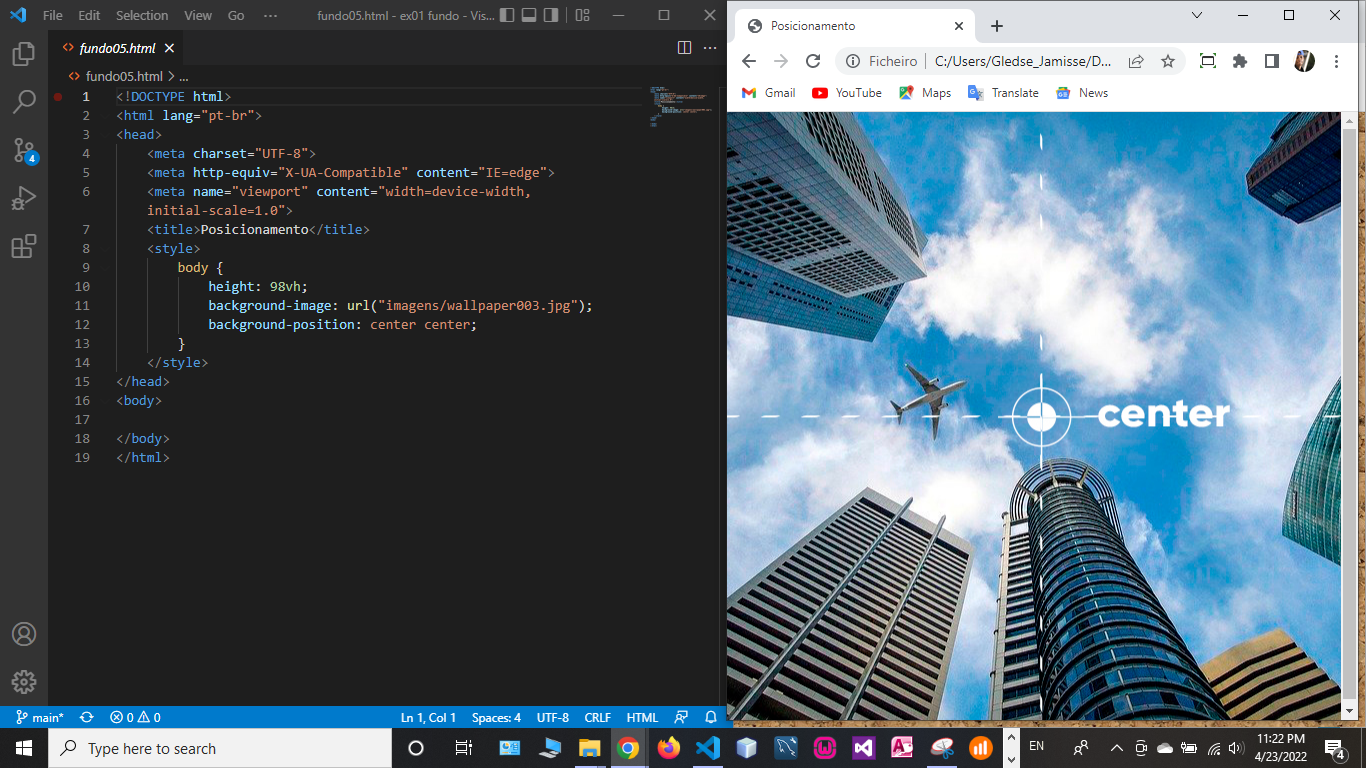 File Edit Selection View Go ··· fundo05.html - ex01 fundo - Vis...
fundo05.html
fundo05.html > ...
1 <!DOCTYPE html>
2 <html lang="pt-br">
3 <head>
4 <meta charset="UTF-8">
5 <meta http-equiv="X-UA-Compatible" content="IE=edge">
6 <meta name="viewport" content="width=device-width,
initial-scale=1.0">
7 <title>Posicionamento</title>
8 <style>
9 body {
10 height: 98vh;
11 background-image: url("imagens/wallpaper003.jpg");
12 background-position: center center;
13 }
14 </style>
15 </head>
16 <body>
17
18 </body>
19 </html>
4
main* 0 0 Ln 1, Col 1 Spaces: 4 UTF-8 CRLF HTML
Posicionamento
Ficheiro C:/Users/Gledse_Jamisse/D...
Gmail YouTube Maps Translate News
center
Type here to search
EN
11:22 PM
4/23/2022
4